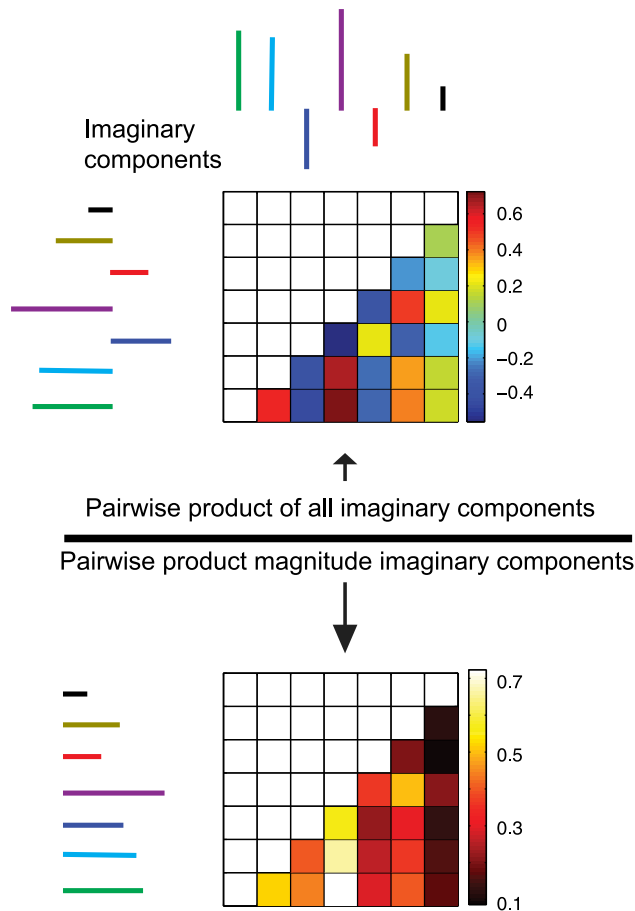 Imaginary
components
0.6
0.4
0.2
0
−0.2
−0.4
Pairwise product of all imaginary components
Pairwise product magnitude imaginary components
0.7
0.5
0.3
0.1